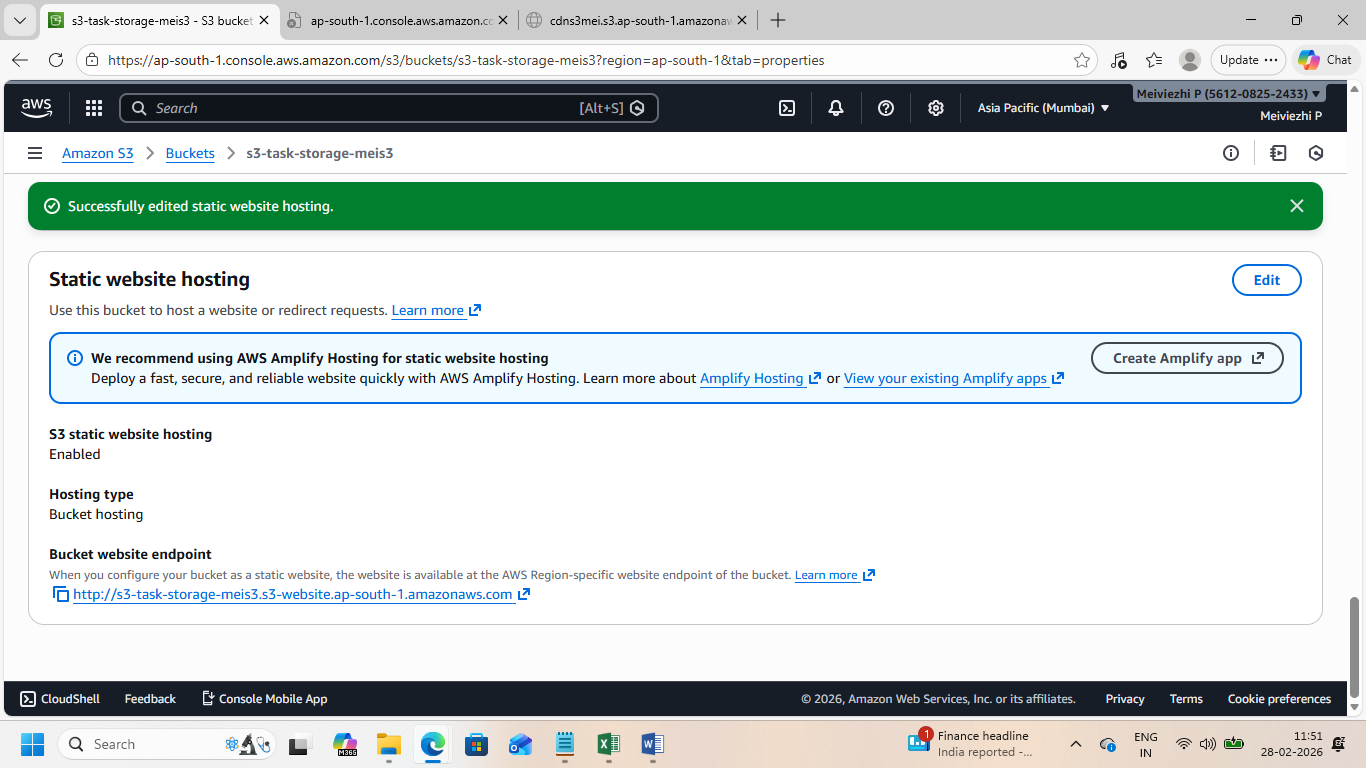 s3-task-storage-meis3 - S3 bucket
ap-south-1.console.aws.amazon.co
cdns3mei.s3.ap-south-1.amazonaw
https://ap-south-1.console.aws.amazon.com/s3/buckets/s3-task-storage-meis3?region=ap-south-1&tab=properties
Update
Chat
aws
Search
[Alt+S]
Asia Pacific (Mumbai)
Meiviezhi P (5612-0825-2433)
Meiviezhi P
Amazon S3
Buckets
s3-task-storage-meis3
Successfully edited static website hosting.
Static website hosting
Edit
Use this bucket to host a website or redirect requests. Learn more
We recommend using AWS Amplify Hosting for static website hosting
Deploy a fast, secure, and reliable website quickly with AWS Amplify Hosting. Learn more about Amplify Hosting or View your existing Amplify apps
Create Amplify app
S3 static website hosting
Enabled
Hosting type
Bucket hosting
Bucket website endpoint
When you configure your bucket as a static website, the website is available at the AWS Region-specific website endpoint of the bucket. Learn more
http://s3-task-storage-meis3.s3-website.ap-south-1.amazonaws.com
CloudShell
Feedback
Console Mobile App
© 2026, Amazon Web Services, Inc. or its affiliates.
Privacy
Terms
Cookie preferences
Search
M365
1
Finance headline
India reported -...
ENG
IN
11:51
28-02-2026